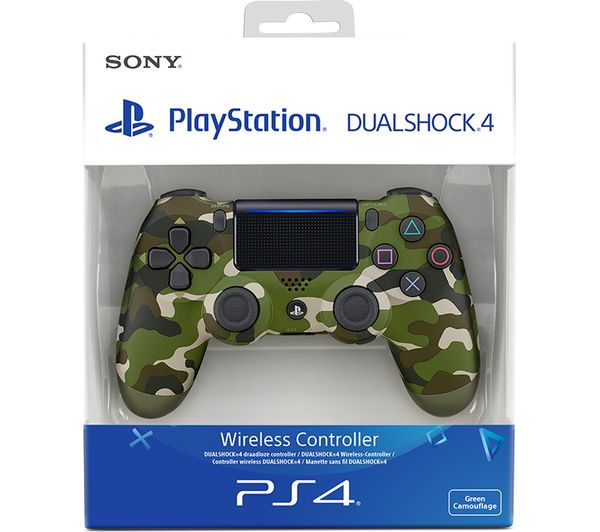 SONY
PlayStation® DUALSHOCK®4
SHARE
OPTIONS
EXT
Wireless Controller
DUALSHOCK®4 draadloze controller / DUALSHOCK®4 Wireless-Controller /
Controller wireless DUALSHOCK®4 / Manette sans fil DUALSHOCK®4
PS4®
Green
Camouflage